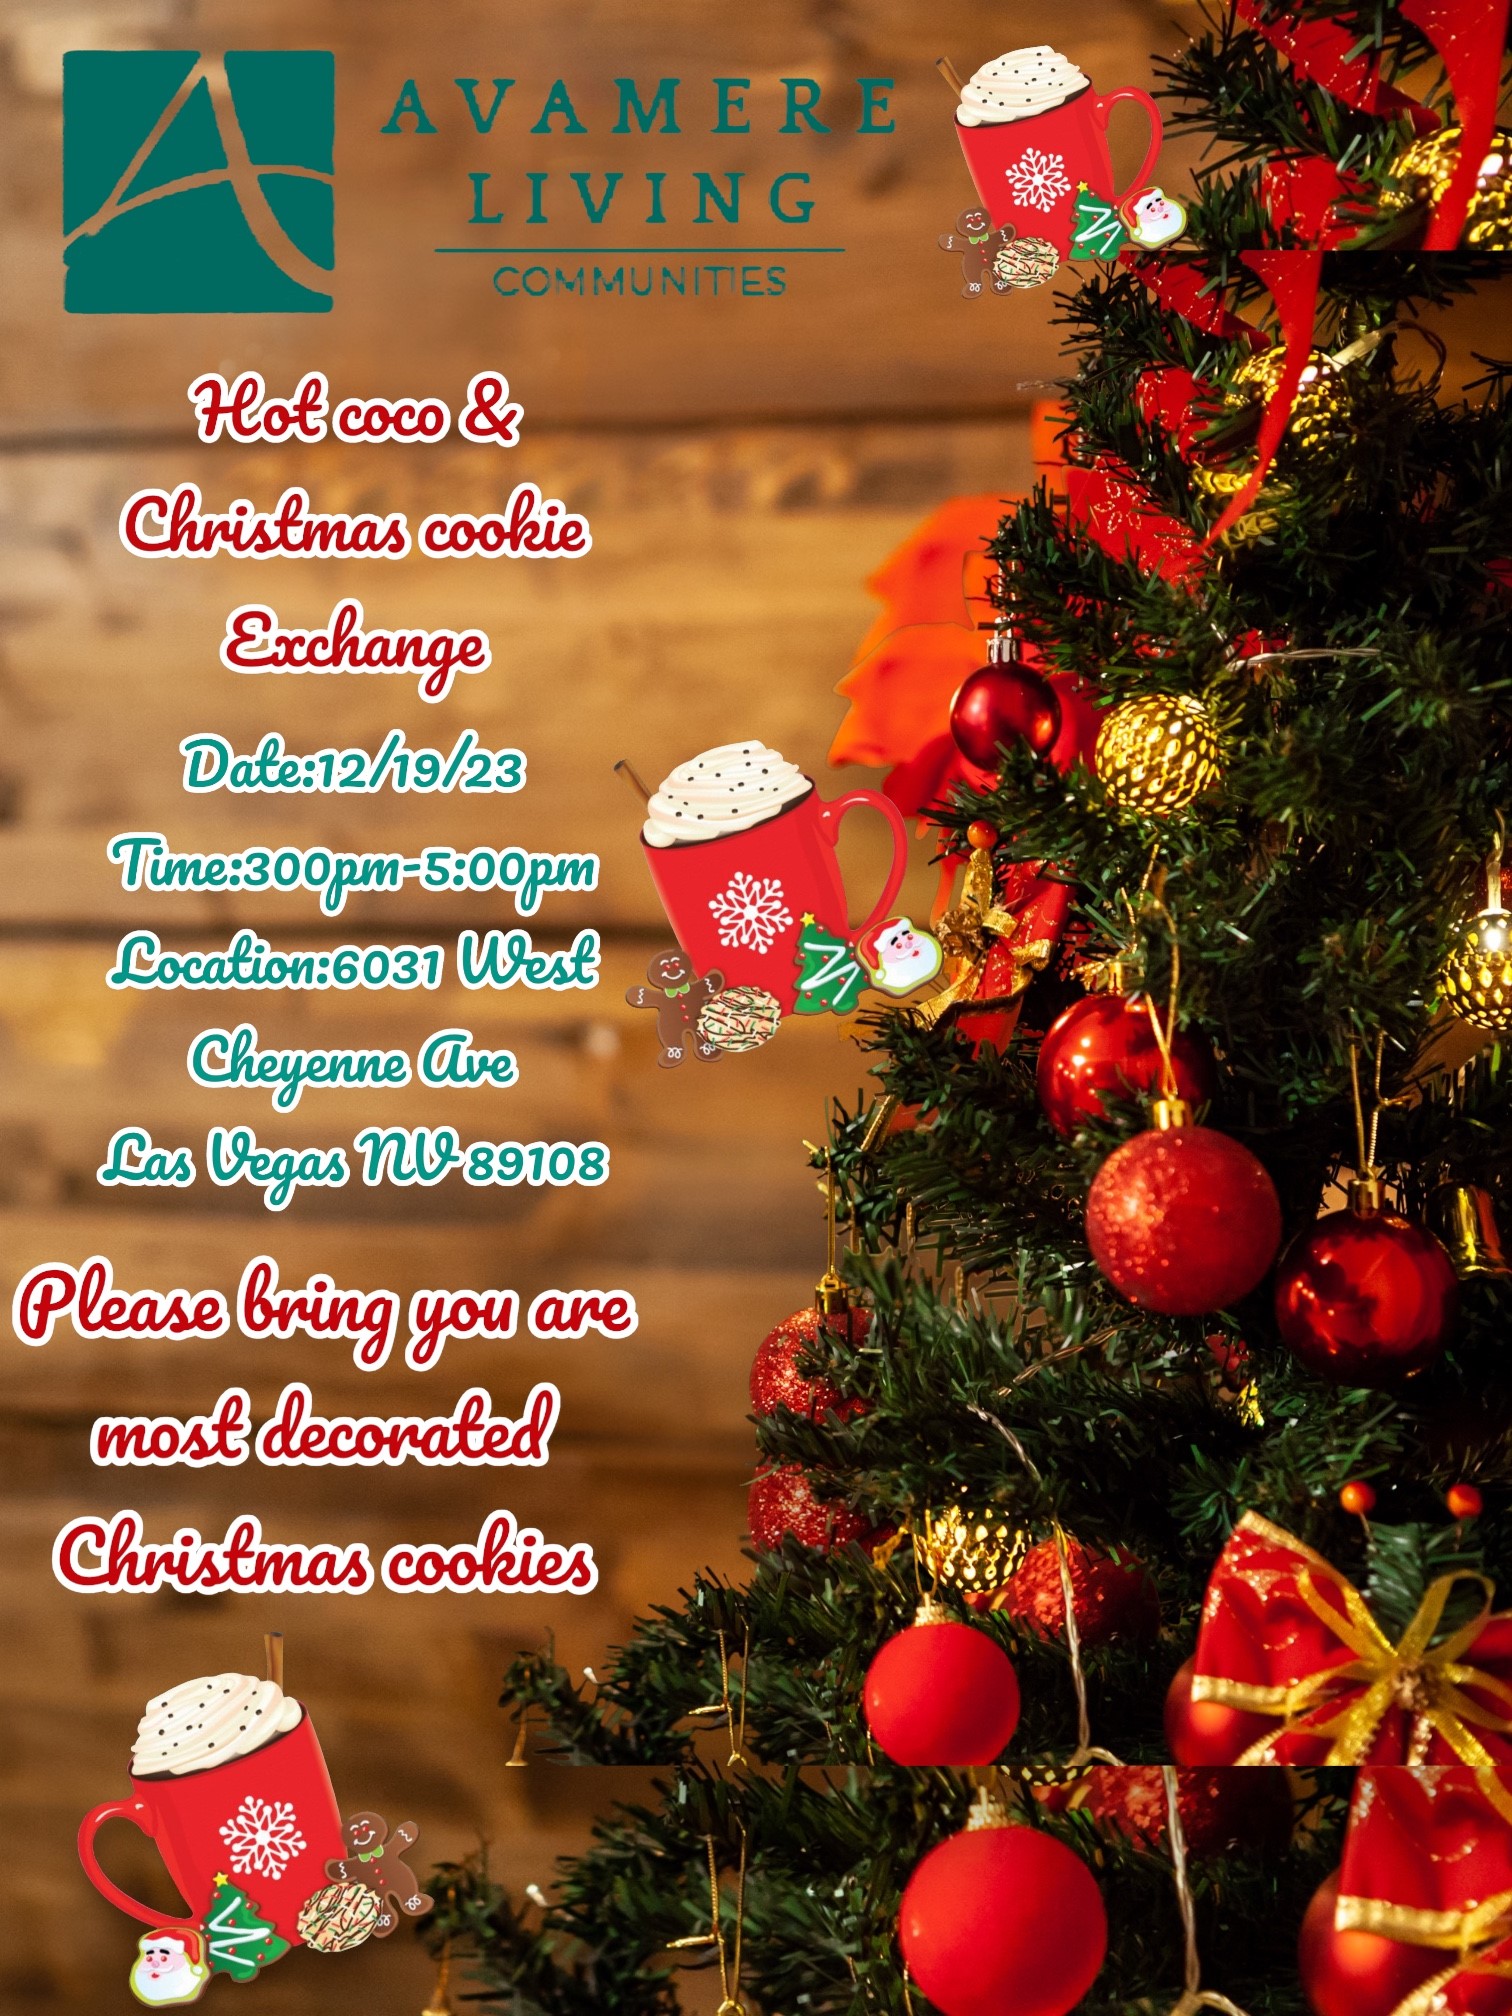 AVAMERE
LIVING
COMMUNITIES
Hot coco &
Christmas cookie
Exchange
Date:12/19/23
Time:300pm-5:00pm
Location:6031 West
Cheyenne Ave
Las Vegas NV 89108
Please bring you are
most decorated
Christmas cookies